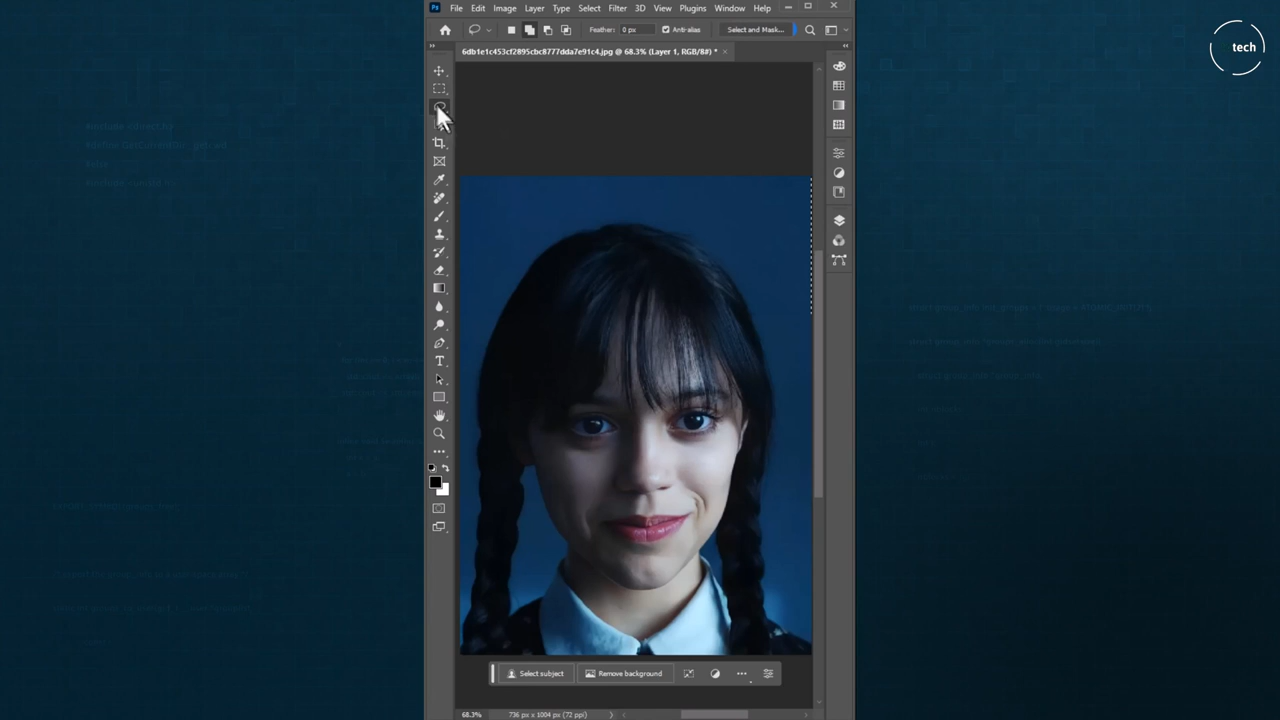 Ps File Edit Image Layer Type Select Filter 3D View Plugins Window Help
Feather: 0 px Anti-alias Select and Mask...
6db1e1c453cf2895cbc8777dda7e91c4.jpg @ 68.3% (Layer 1, RGB/8#) *
tech
T
Select subject Remove background
68.3% 736 px x 1004 px (72 ppi)